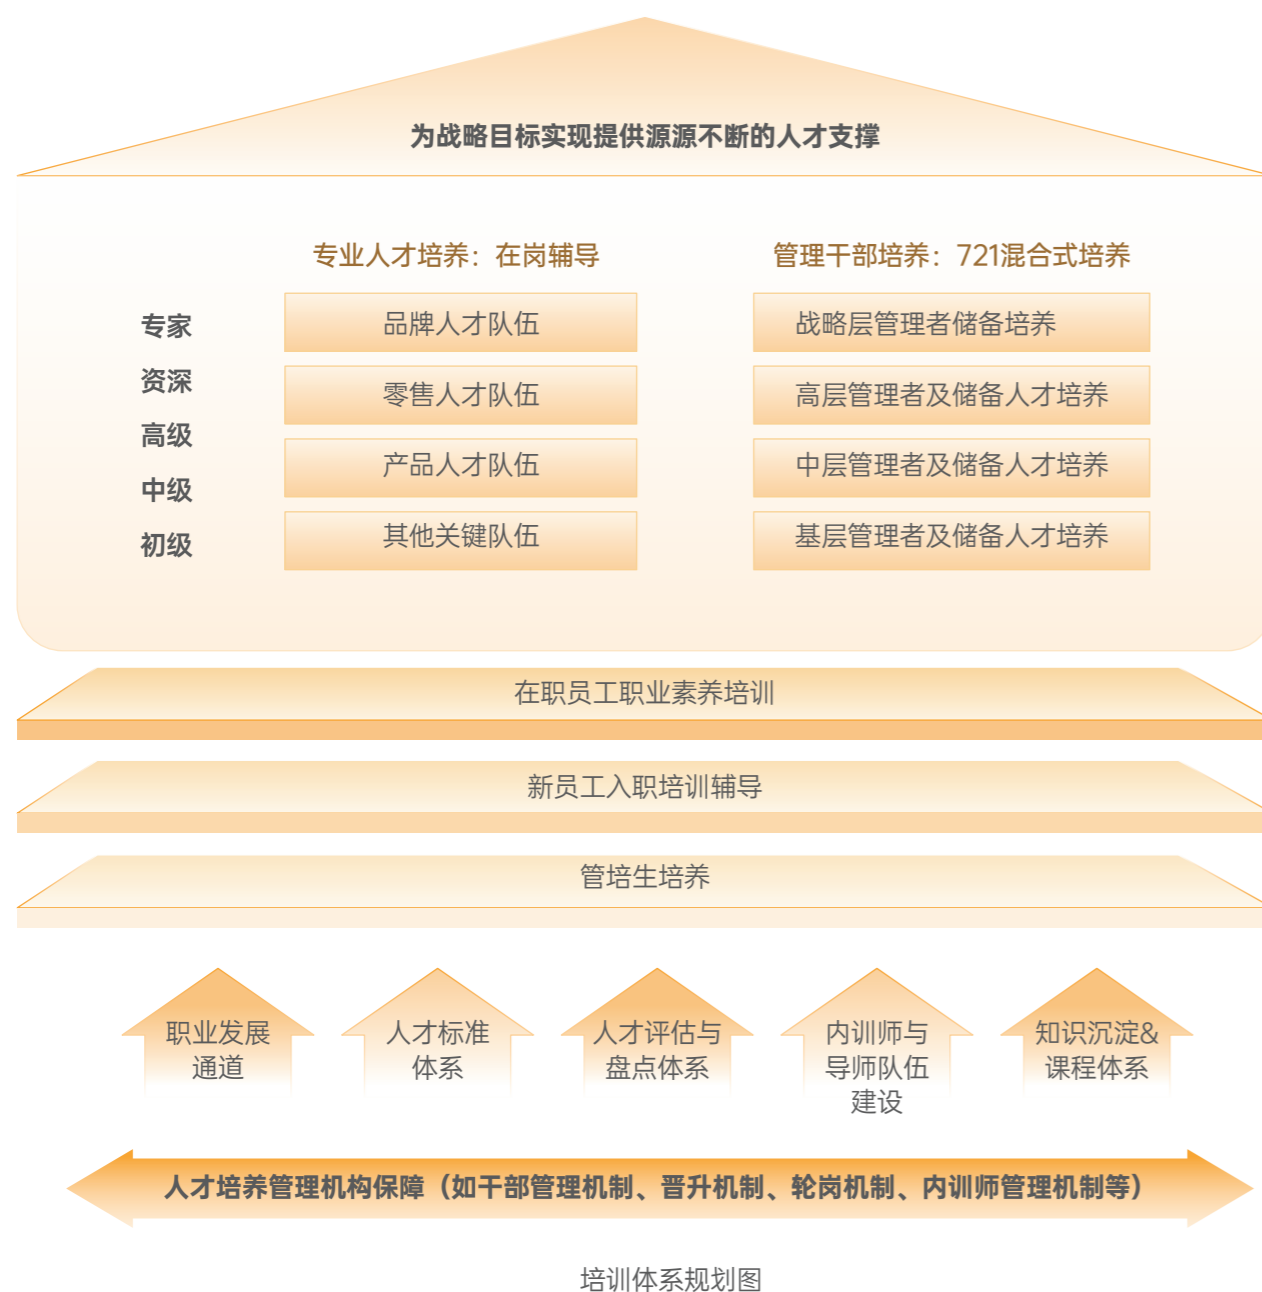 为战略目标实现提供源源不断的人才支撑
专业人才培养：在岗辅导
管理干部培养：721混合式培养
专家
资深
高级
中级
初级
品牌人才队伍
零售人才队伍
产品人才队伍
其他关键队伍
战略层管理者储备培养
高层管理者及储备人才培养
中层管理者及储备人才培养
基层管理者及储备人才培养
在职员工职业素养培训
新员工入职培训辅导
管培生培养
职业发展
通道
人才标准
体系
人才评估与
盘点体系
内训师与
导师队伍
建设
知识沉淀&
课程体系
人才培养管理机构保障（如干部管理机制、晋升机制、轮岗机制、内训师管理机制等）
培训体系规划图